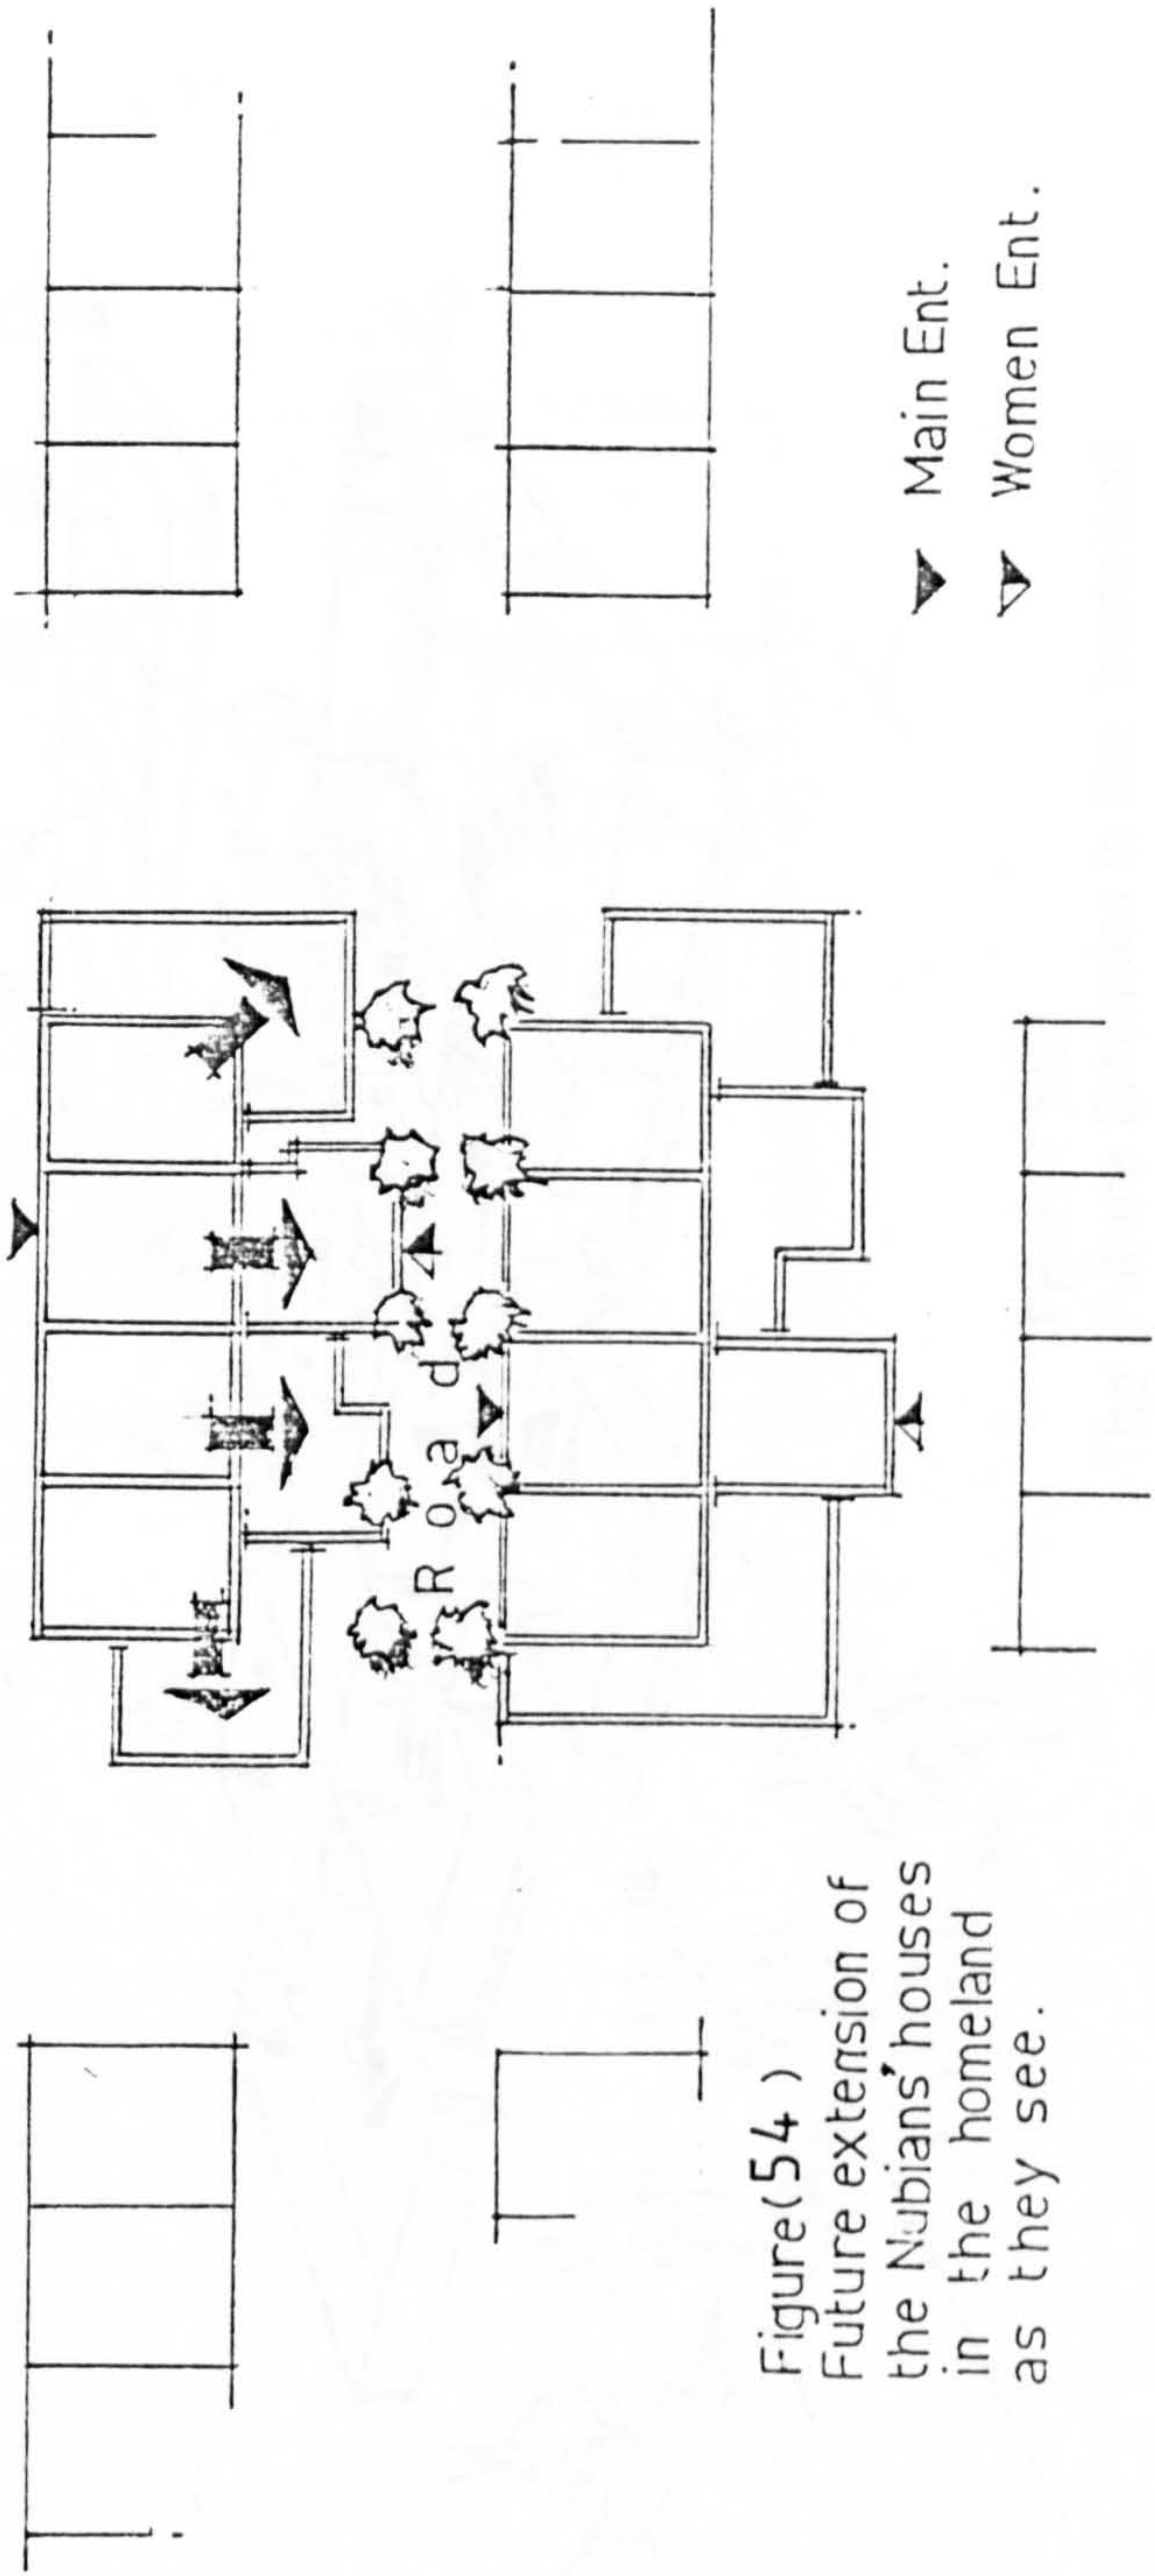 Road
Main Ent.
Women Ent.
Figure(54)
Future extension of
the Nubians' houses
in the homeland
as they see.